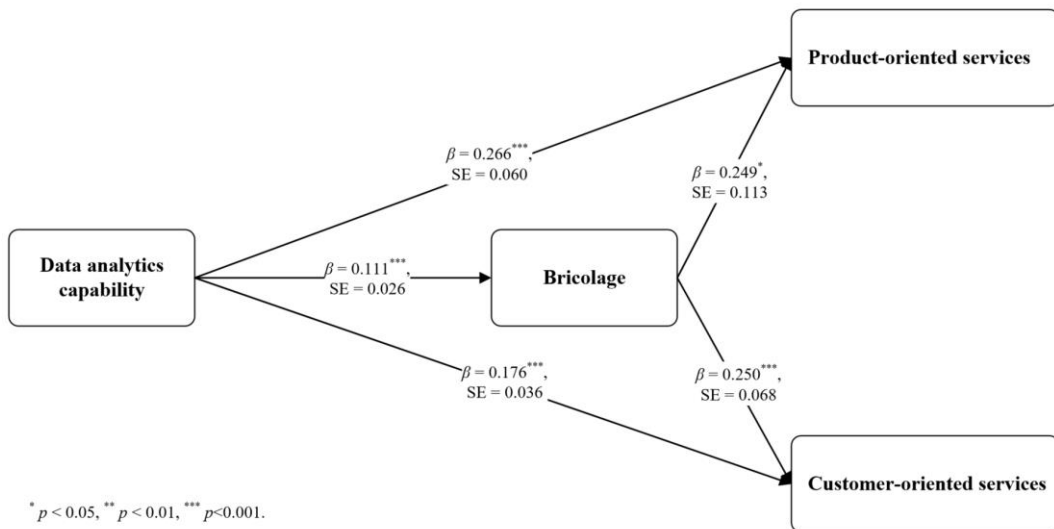 Product-oriented services
β = 0.266***,
SE = 0.060
β = 0.249*,
SE = 0.113
Data analytics
capability
β = 0.111***,
SE = 0.026
Bricolage
β = 0.176***,
SE = 0.036
β = 0.250***,
SE = 0.068
Customer-oriented services
* p < 0.05, ** p < 0.01, *** p<0.001.